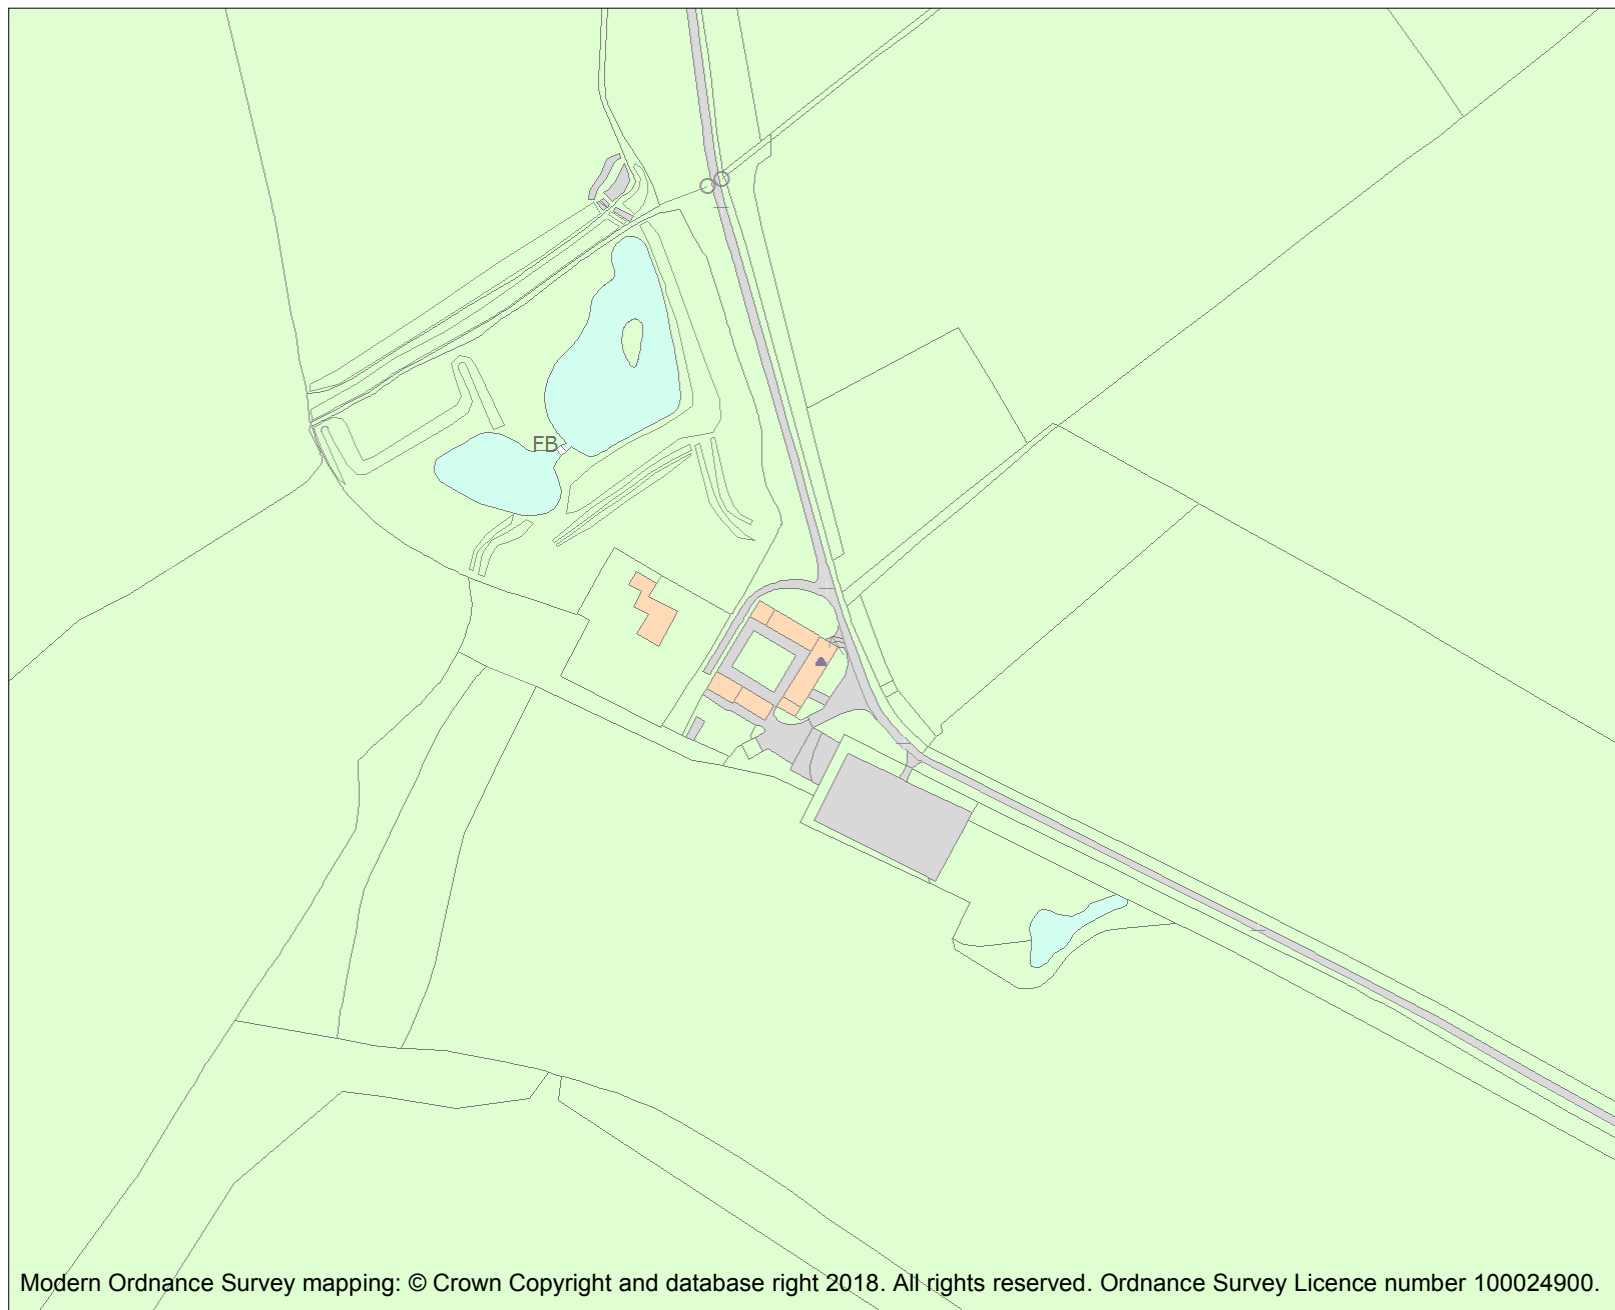 FB
Modern Ordnance Survey mapping: © Crown Copyright and database right 2018. All rights reserved. Ordnance Survey Licence number 100024900.